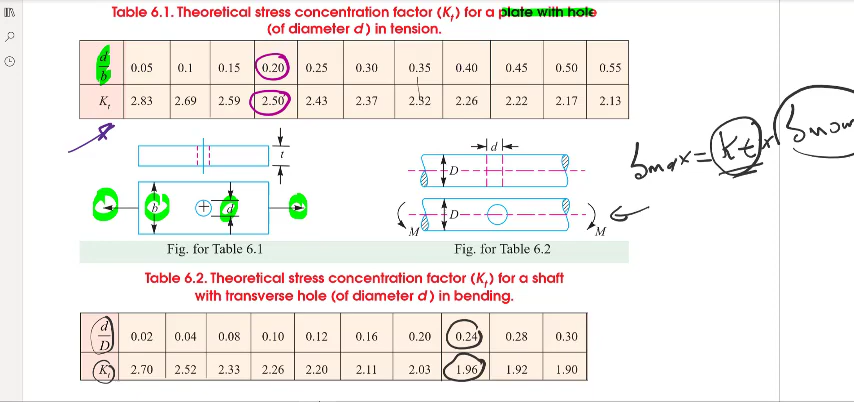 Table 6.1. Theoretical stress concentration factor (Kt) for a plate with hole
(of diameter d) in tension.
d/b 0.05 0.1 0.15 0.20 0.25 0.30 0.35 0.40 0.45 0.50 0.55
Kt 2.83 2.69 2.59 2.50 2.43 2.37 2.32 2.26 2.22 2.17 2.13
t
b
d
d
D
D
M
M
Fig. for Table 6.1
Fig. for Table 6.2
max = Kt * nom
Table 6.2. Theoretical stress concentration factor (Kt) for a shaft
with transverse hole (of diameter d) in bending.
d/D 0.02 0.04 0.08 0.10 0.12 0.16 0.20 0.24 0.28 0.30
Kt 2.70 2.52 2.33 2.26 2.20 2.11 2.03 1.96 1.92 1.90